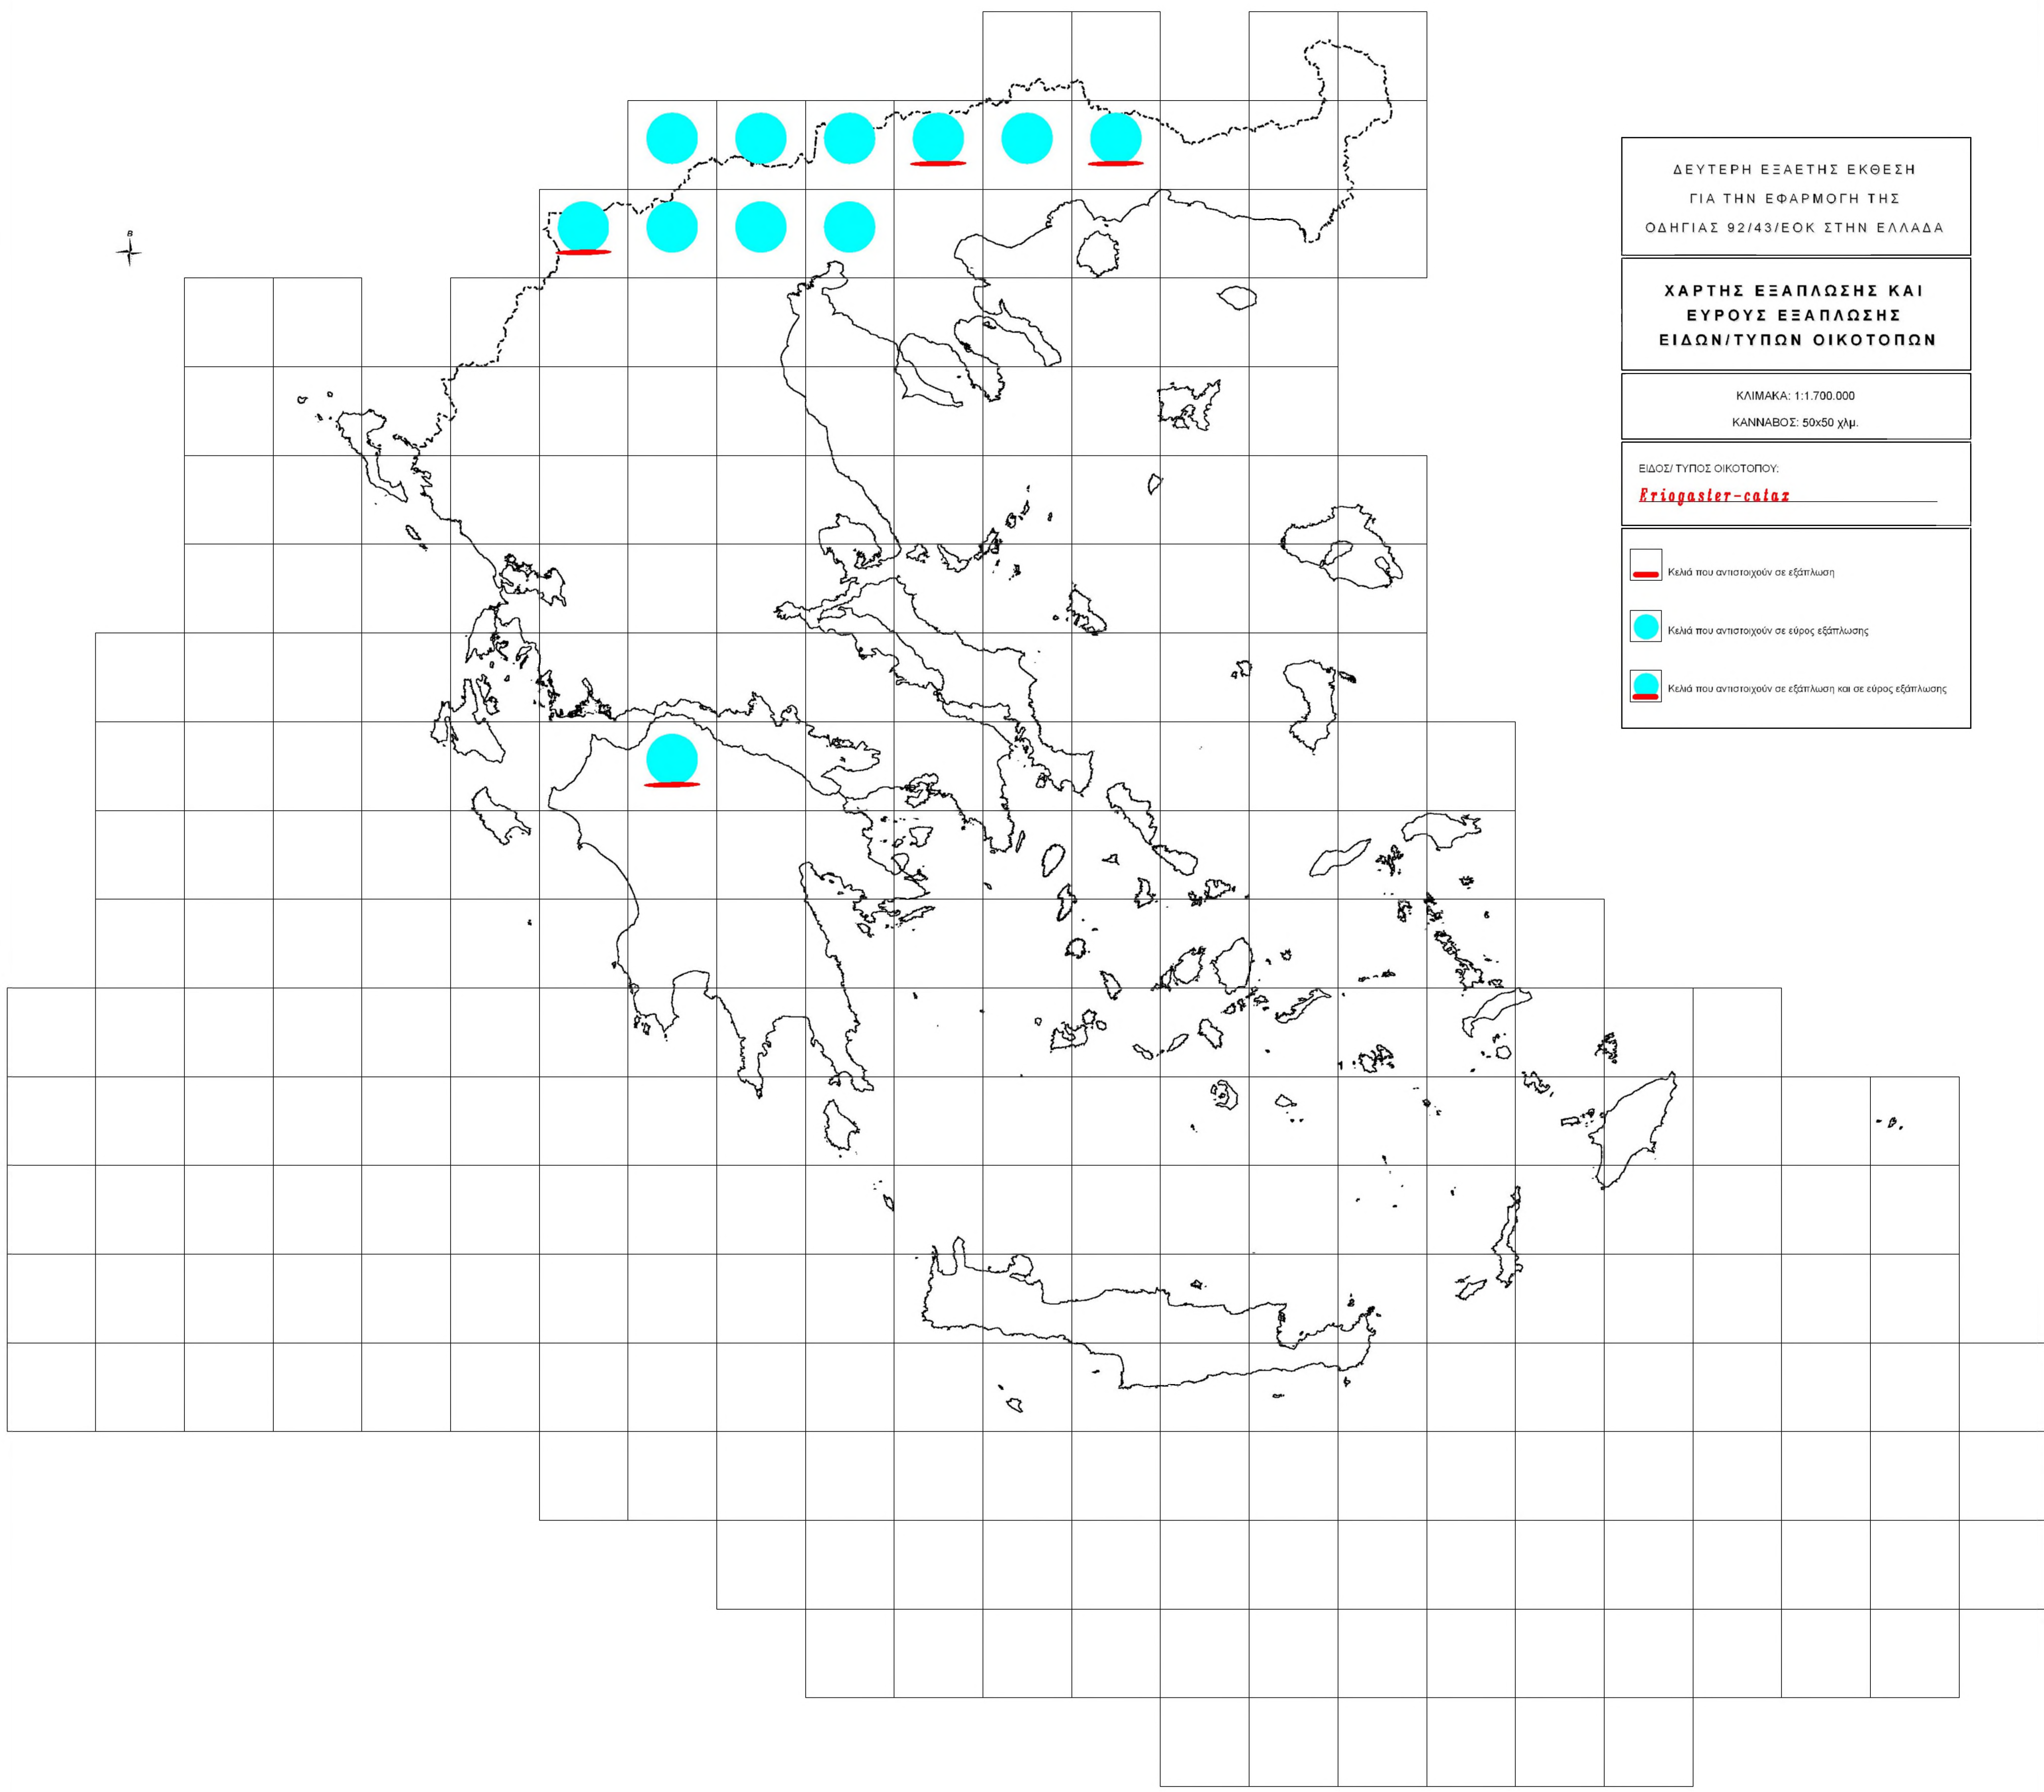 Β
ΔΕΥΤΕΡΗ ΕΞΑΕΤΗΣ ΕΚΘΕΣΗ
ΓΙΑ ΤΗΝ ΕΦΑΡΜΟΓΗ ΤΗΣ
ΟΔΗΓΙΑΣ 92/43/ΕΟΚ ΣΤΗΝ ΕΛΛΑΔΑ
ΧΑΡΤΗΣ ΕΞΑΠΛΩΣΗΣ ΚΑΙ
ΕΥΡΟΥΣ ΕΞΑΠΛΩΣΗΣ
ΕΙΔΩΝ/ΤΥΠΩΝ ΟΙΚΟΤΟΠΩΝ
ΚΛΙΜΑΚΑ: 1:1.700.000
ΚΑΝΝΑΒΟΣ: 50x50 χλμ.
ΕΙΔΟΣ/ ΤΥΠΟΣ ΟΙΚΟΤΟΠΟΥ:
Eriogaster-catax
Κελιά που αντιστοιχούν σε εξάπλωση
Κελιά που αντιστοιχούν σε εύρος εξάπλωσης
Κελιά που αντιστοιχούν σε εξάπλωση και σε εύρος εξάπλωσης